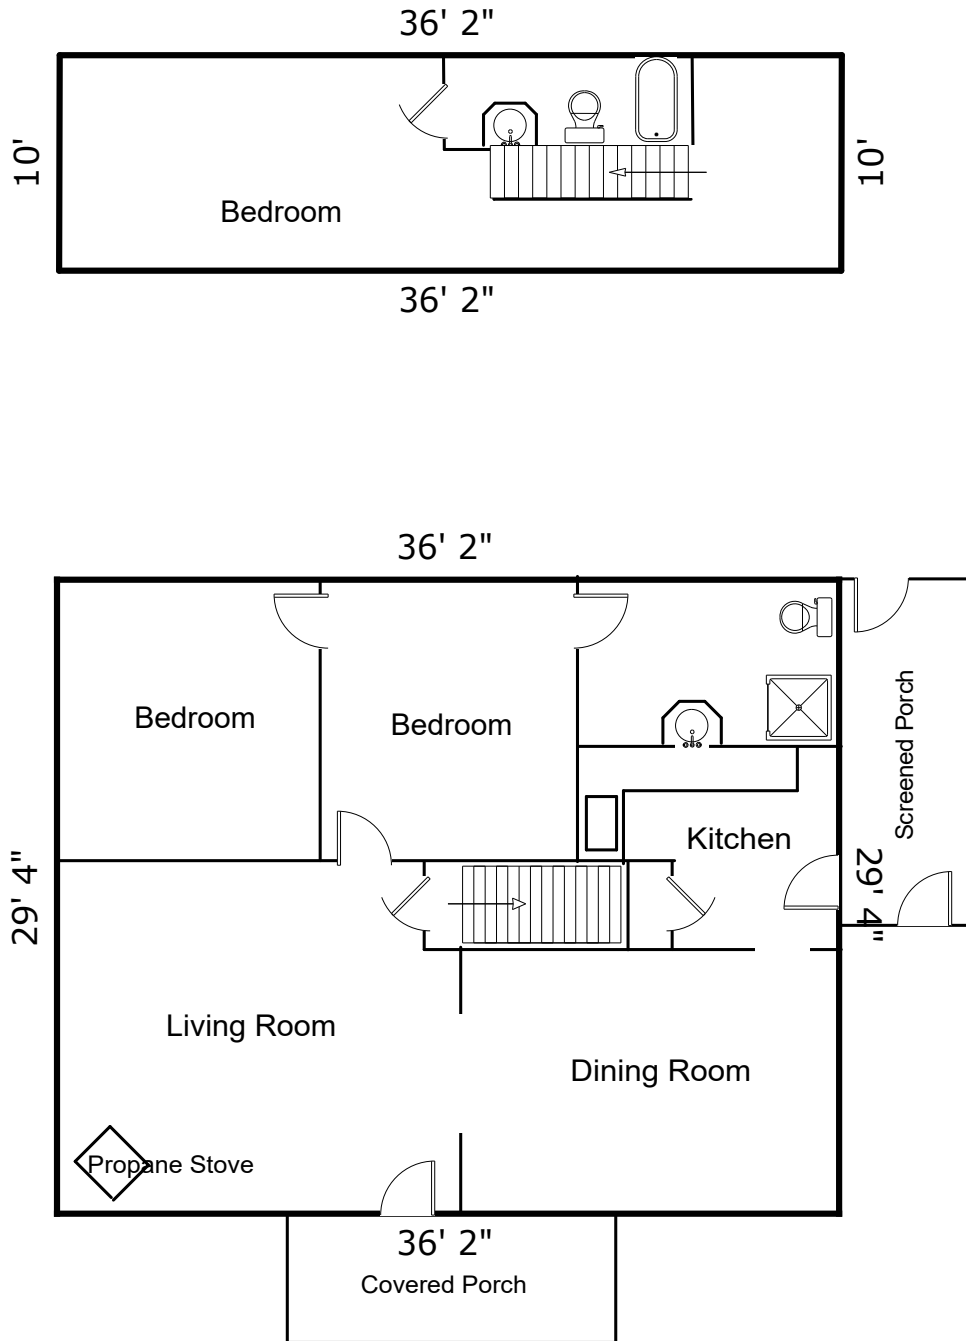 36' 2"
10'
10'
Bedroom
36' 2"
36' 2"
Bedroom
Bedroom
Screened Porch
Kitchen
29' 4"
29' 4"
Living Room
Dining Room
Propane Stove
36' 2"
Covered Porch